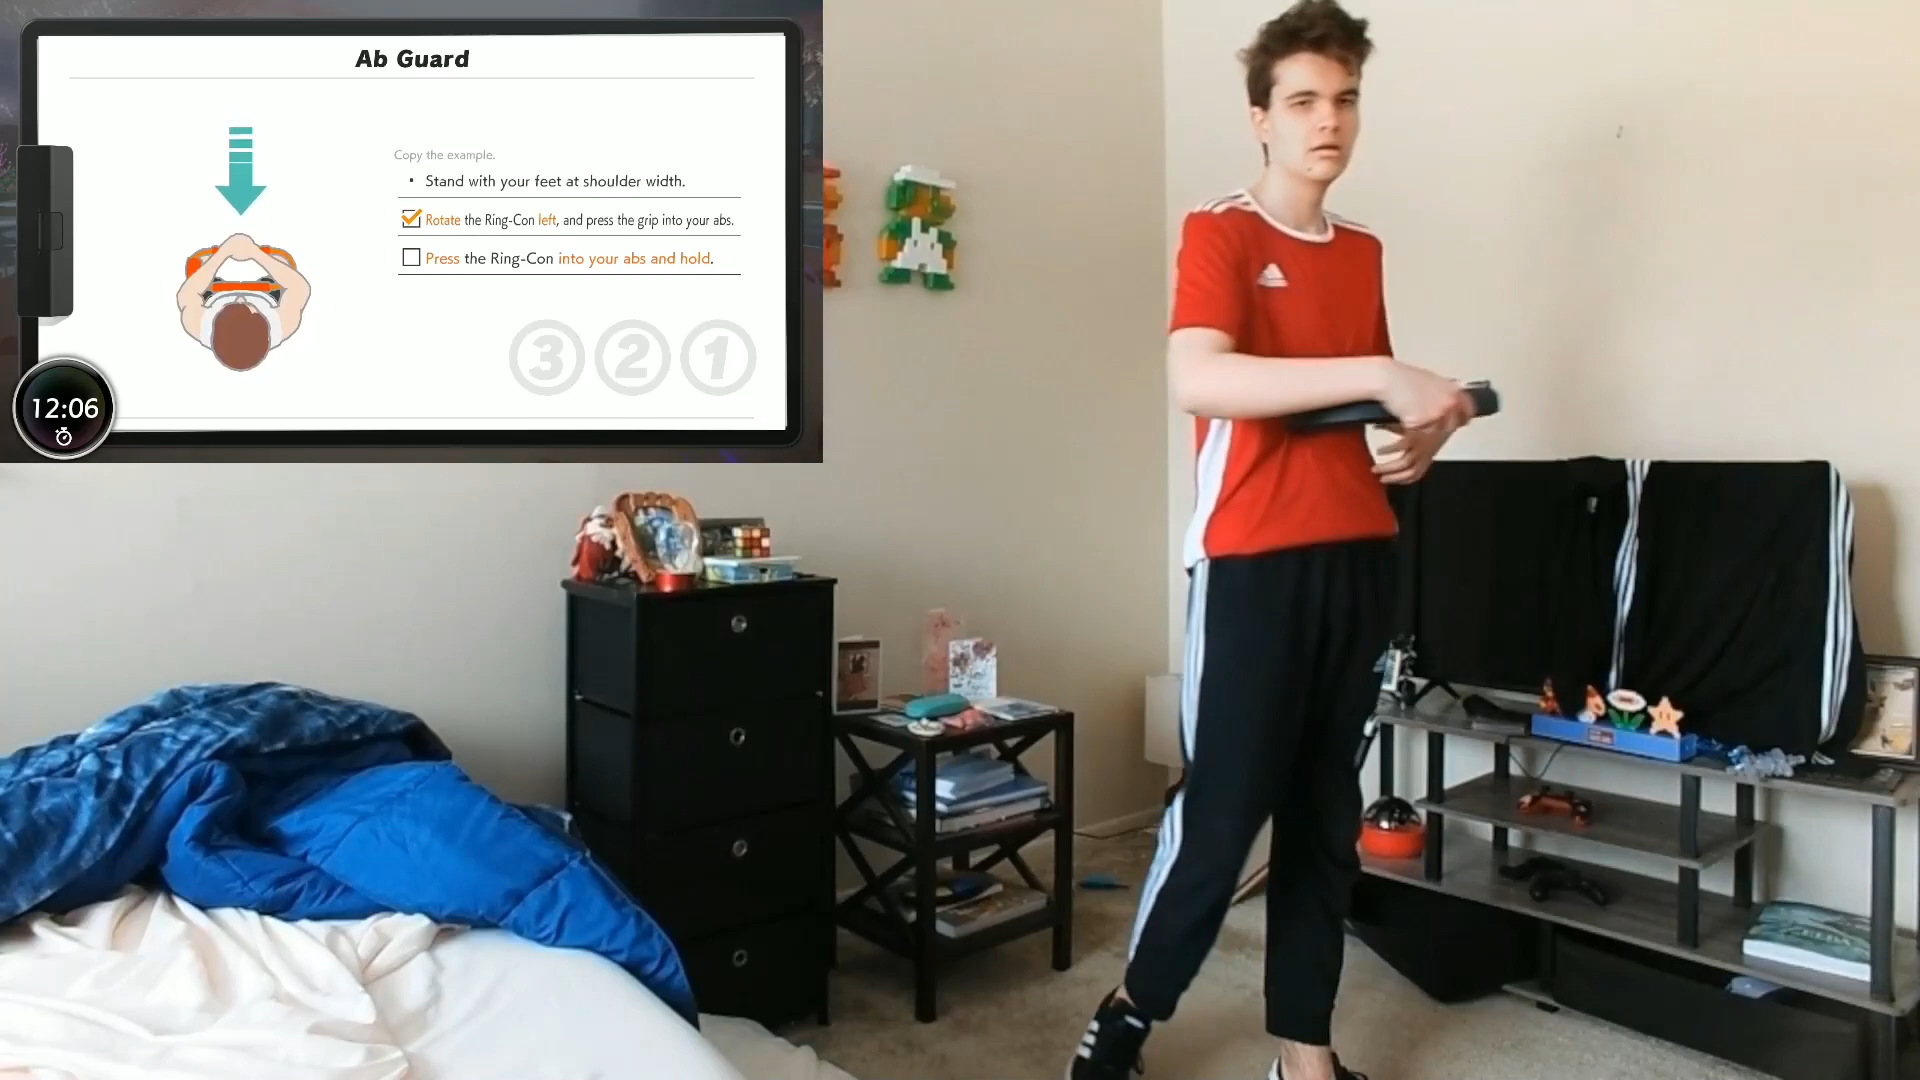 Ab Guard
Copy the example.
• Stand with your feet at shoulder width.
Rotate the Ring-Con left, and press the grip into your abs.
Press the Ring-Con into your abs and hold.
3 2 1
12:06